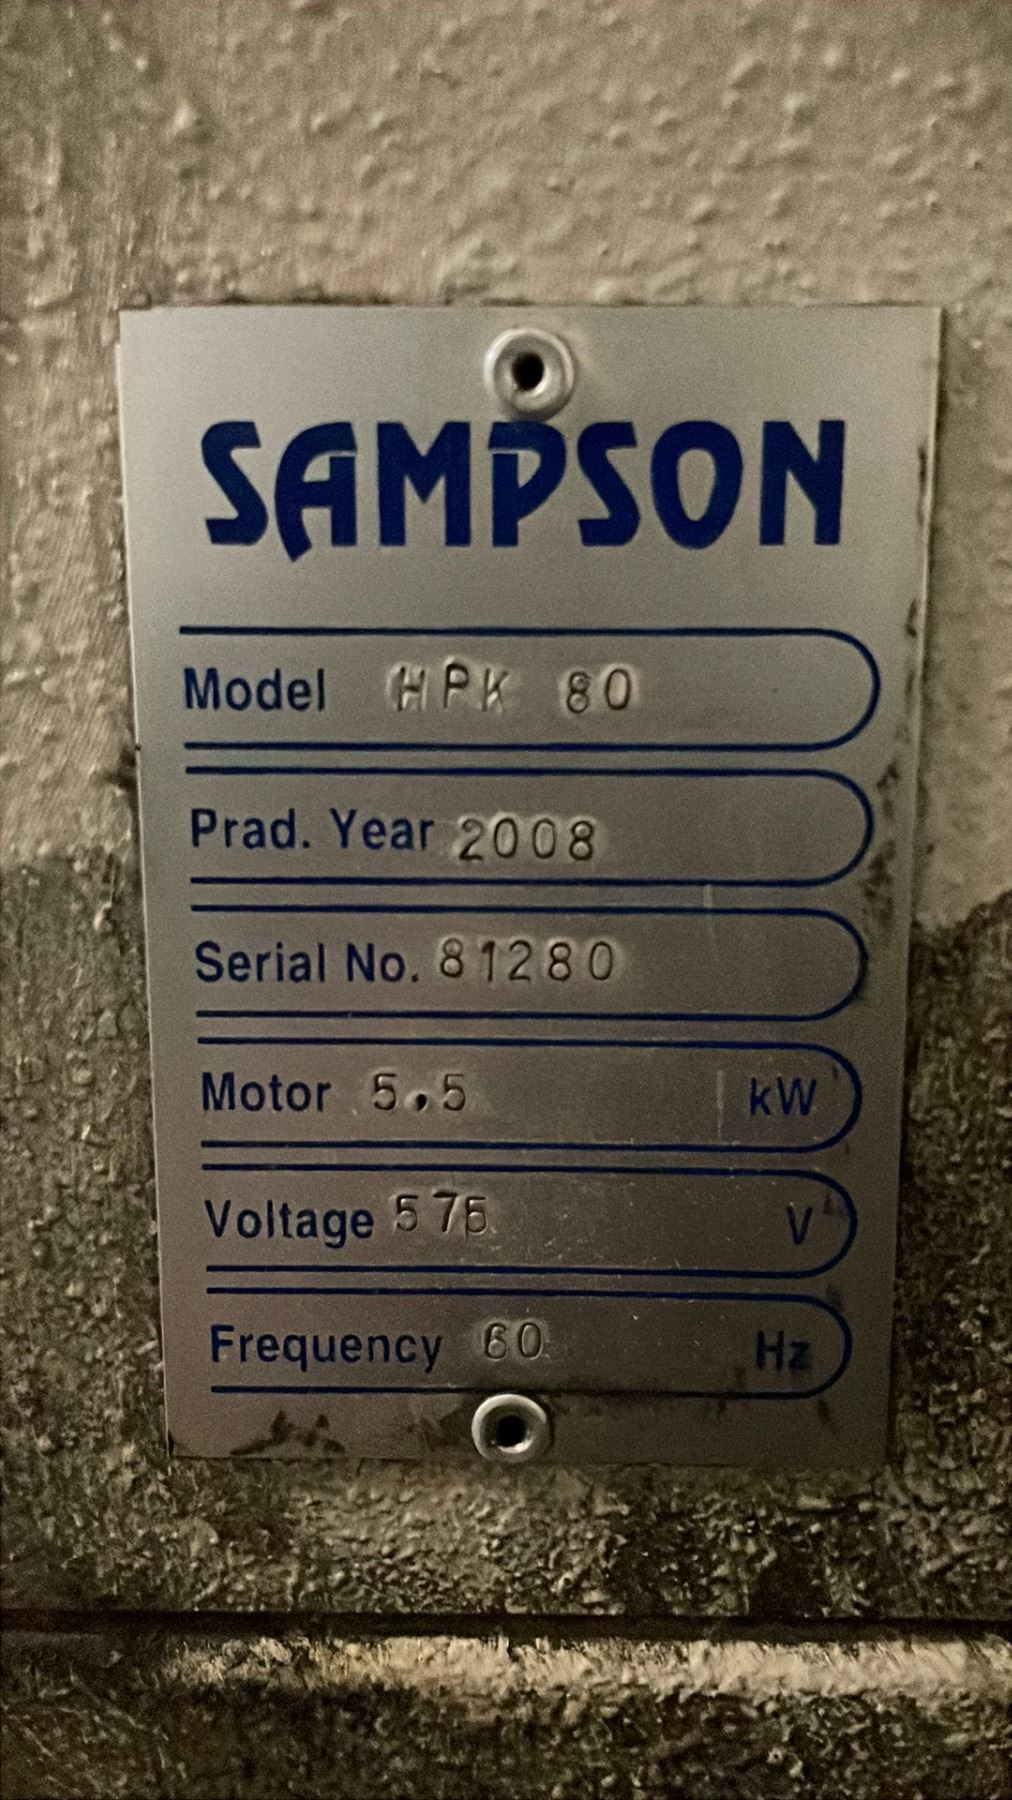 SAMPSON
Model HPK 80
Prad. Year 2008
Serial No. 81280
Motor 5.5 kW
Voltage 575 V
Frequency 60 Hz